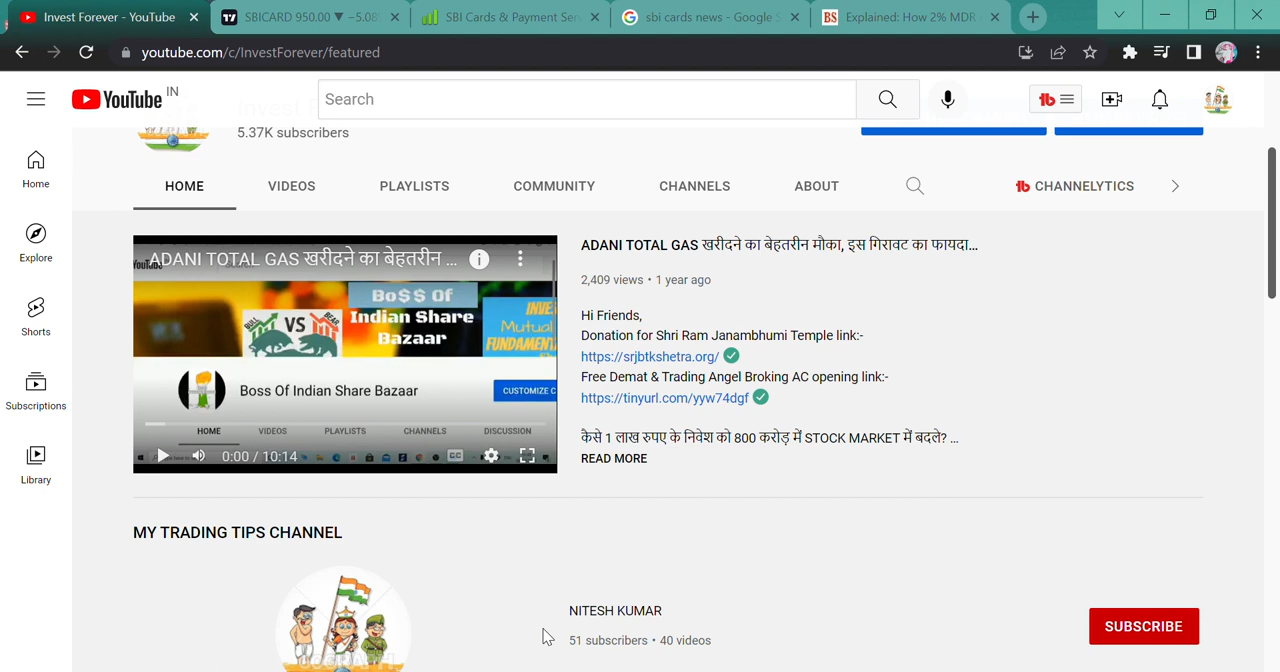 Invest Forever - YouTube
SBICARD 950.00 ▼ −5.08%
SBI Cards & Payment Ser
sbi cards news - Google S
BS Explained: How 2% MDR
youtube.com/c/InvestForever/featured
YouTube IN
Search
5.37K subscribers
HOME VIDEOS PLAYLISTS COMMUNITY CHANNELS ABOUT CHANNELYTICS
Home
Explore
Shorts
Subscriptions
Library
ADANI TOTAL GAS खरीदने का बेहतरीन ...
Bo$$ Of
Indian Share
Bazaar
VS
INVE
Mutual
FUNDAMENTA
Boss Of Indian Share Bazaar
CUSTOMIZE C
HOME VIDEOS PLAYLISTS CHANNELS DISCUSSION
0:00 / 10:14
ADANI TOTAL GAS खरीदने का बेहतरीन मौका, इस गिरावट का फायदा...
2,409 views • 1 year ago
Hi Friends,
Donation for Shri Ram Janambhumi Temple link:-
https://srjbtkshetra.org/
Free Demat & Trading Angel Broking AC opening link:-
https://tinyurl.com/yyw74dgf
कैसे 1 लाख रुपए के निवेश को 800 करोड़ में STOCK MARKET में बदले? ...
READ MORE
MY TRADING TIPS CHANNEL
NITESH KUMAR
51 subscribers • 40 videos
SUBSCRIBE